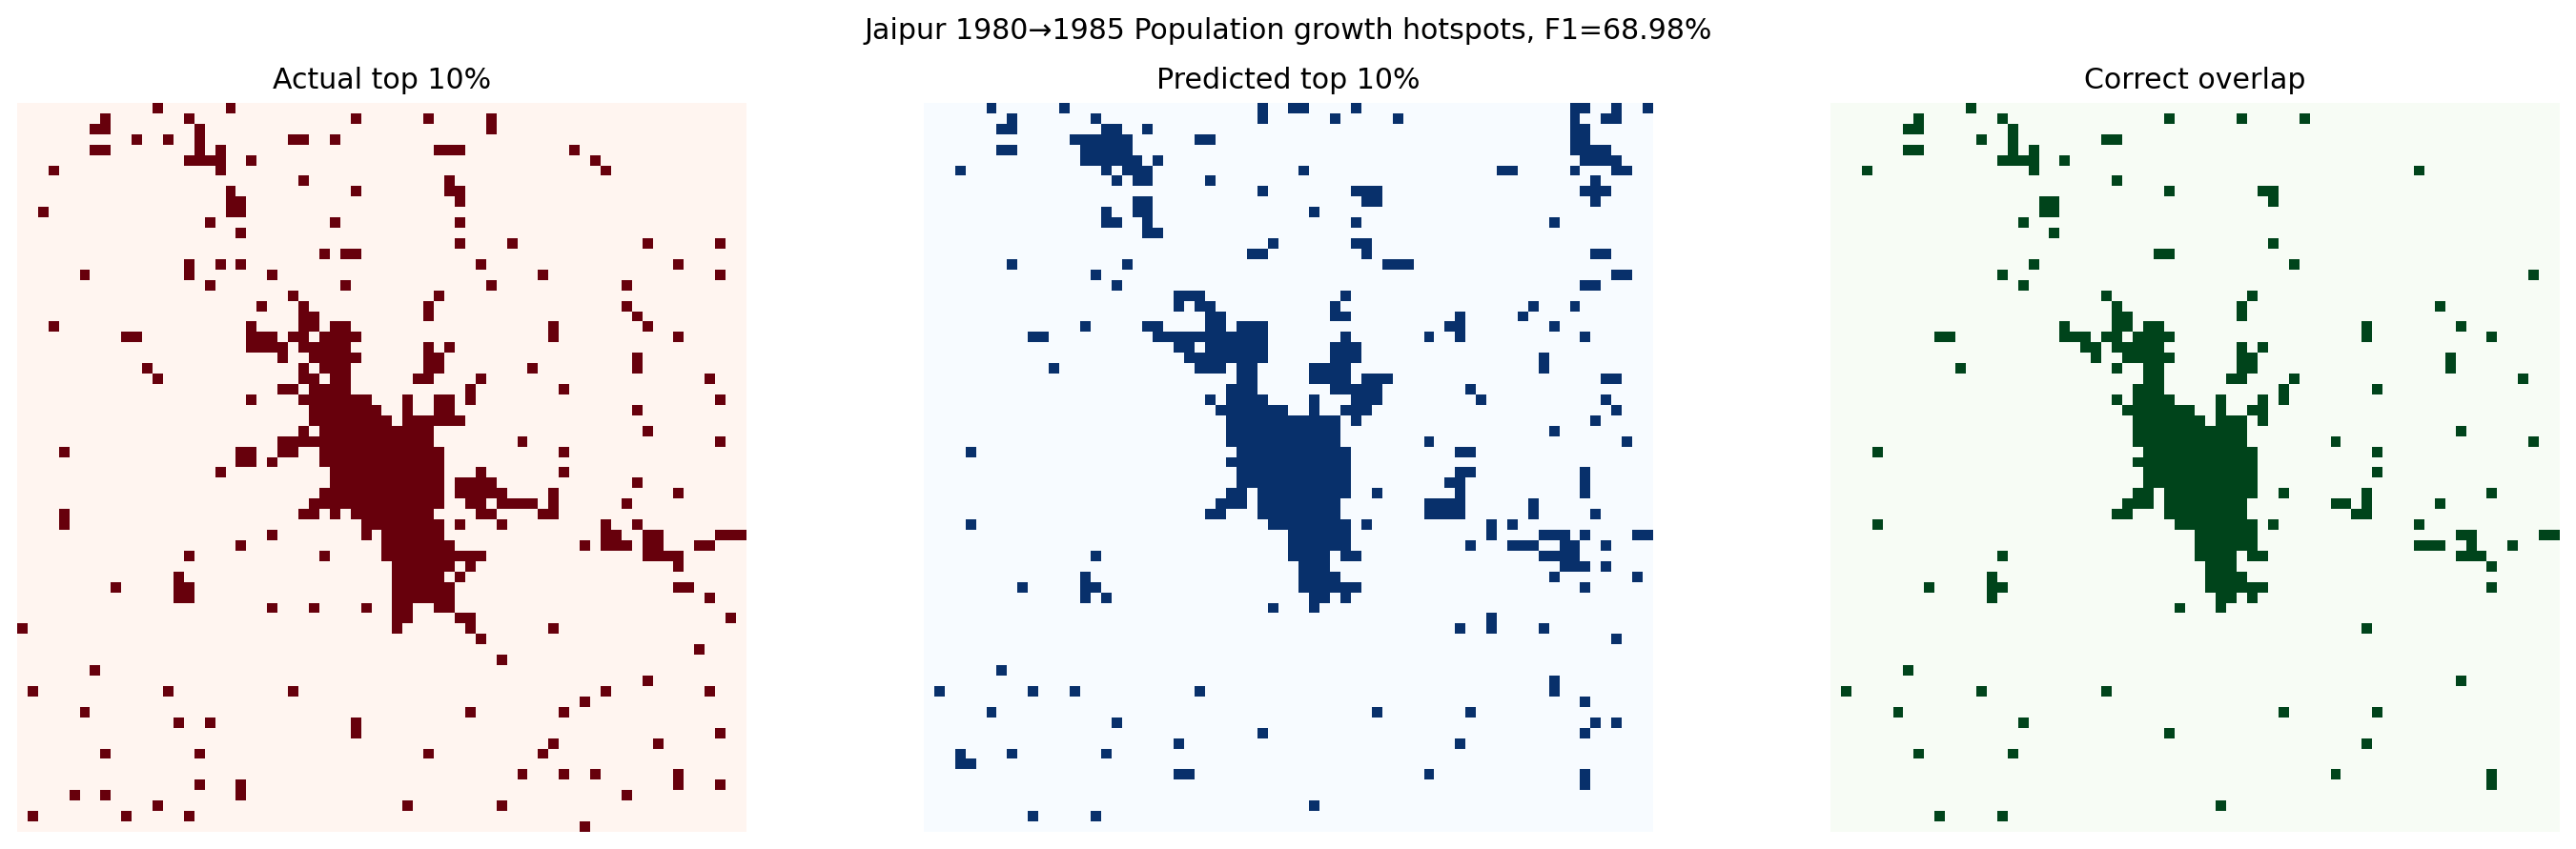 Jaipur 1980→1985 Population growth hotspots, F1=68.98%
Actual top 10%
Predicted top 10%
Correct overlap